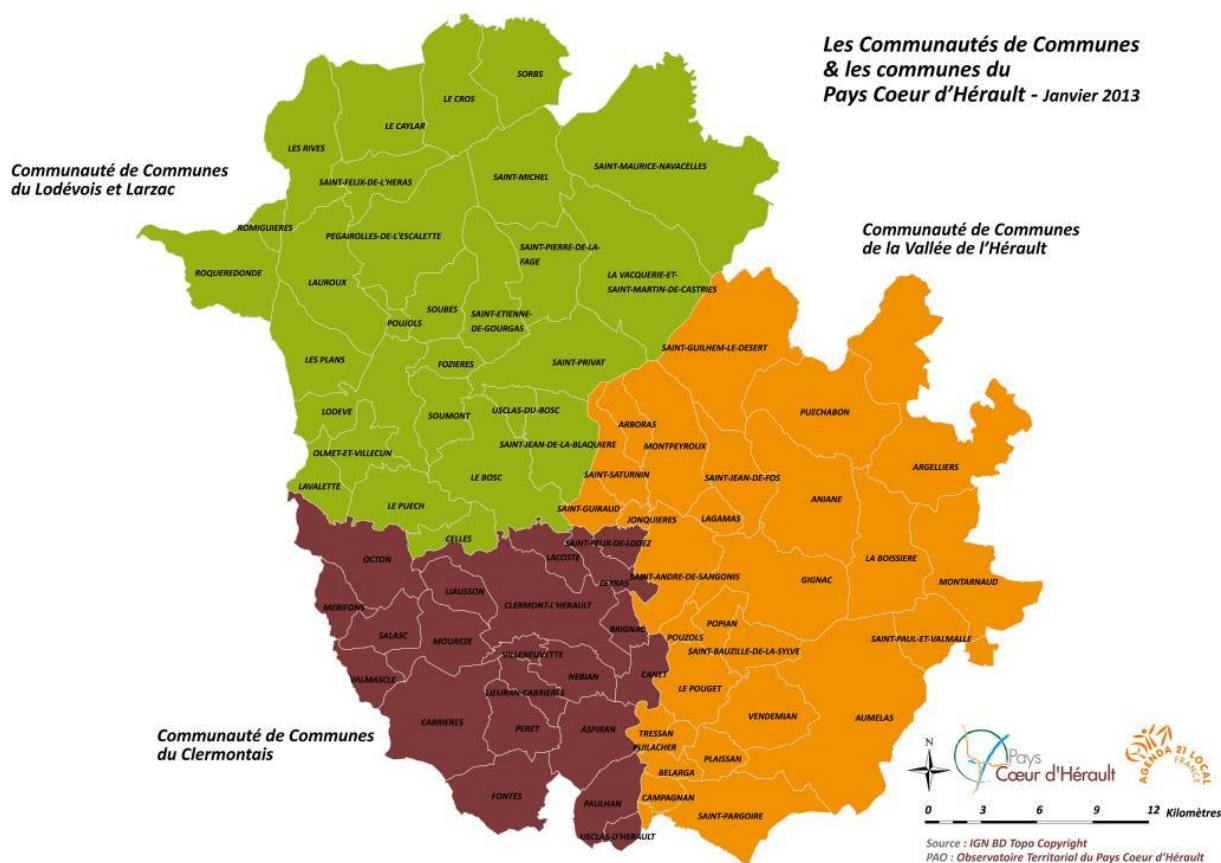 Les Communautés de Communes
& les communes du
Pays Coeur d'Hérault - Janvier 2013
Communauté de Communes
du Lodévois et Larzac
Communauté de Communes
de la Vallée de l'Hérault
Communauté de Communes
du Clermontais
SORBS
LE CROS
LE CAYLAR
LES RIVES
SAINT-MAURICE-NAVACELLES
SAINT-MICHEL
SAINT-FELIX-DE-L'HERAS
ROMIGUIERES
PEGAIROLLES-DE-L'ESCALETTE
SAINT-PIERRE-DE-LA-
FAGE
ROQUEREDONDE
LAUROUX
LA VACQUERIE-ET-
SAINT-MARTIN-DE-CASTRIES
SOUBES
POUJOLS
SAINT-ETIENNE-
DE-GOURGAS
LES PLANS
FOZIERES
SAINT-PRIVAT
LODEVE
SOUMONT
USCLAS-DU-BOSC
SAINT-JEAN-DE-LA-BLAQUIERE
OLMET-ET-VILLECUN
LE BOSC
LAVALETTE
LE PUECH
CELLES
SAINT-GUILHEM-LE-DESERT
PUECHABON
ARBORAS
MONTPEYROUX
ARGELLIERS
SAINT-SATURNIN
SAINT-JEAN-DE-FOS
ANIANE
SAINT-GUIRAUD
JONQUIERES
LAGAMAS
LA BOISSIERE
SAINT-ANDRE-DE-SANGONIS
GIGNAC
MONTARNAUD
POPIAN
POUZOLS
SAINT-BAUZILLE-DE-LA-SYLVE
SAINT-PAUL-ET-VALMALLE
LE POUGET
VENDEMIAN
AUMELAS
TRESSAN
PUILACHER
PLAISSAN
BELARGA
CAMPAGNAN
SAINT-PARGOIRE
SAINT-FELIX-DE-LODEZ
OCTON
LACOSTE
CEYRAS
LIAUSSON
CLERMONT-L'HERAULT
MERIFONS
BRIGNAC
SALASC
MOUREZE
VILLENEUVETTE
NEBIAN
CANET
VALMASCLE
LIEURAN-CABRIERES
CABRIERES
PERET
ASPIRAN
FONTES
PAULHAN
USCLAS-D'HERAULT
N
Pays
Cœur d'Hérault
AGENDA 21 LOCAL
FRANCE
0 3 6 9 12 Kilomètres
Source : IGN BD Topo Copyright
PAO : Observatoire Territorial du Pays Coeur d'Hérault